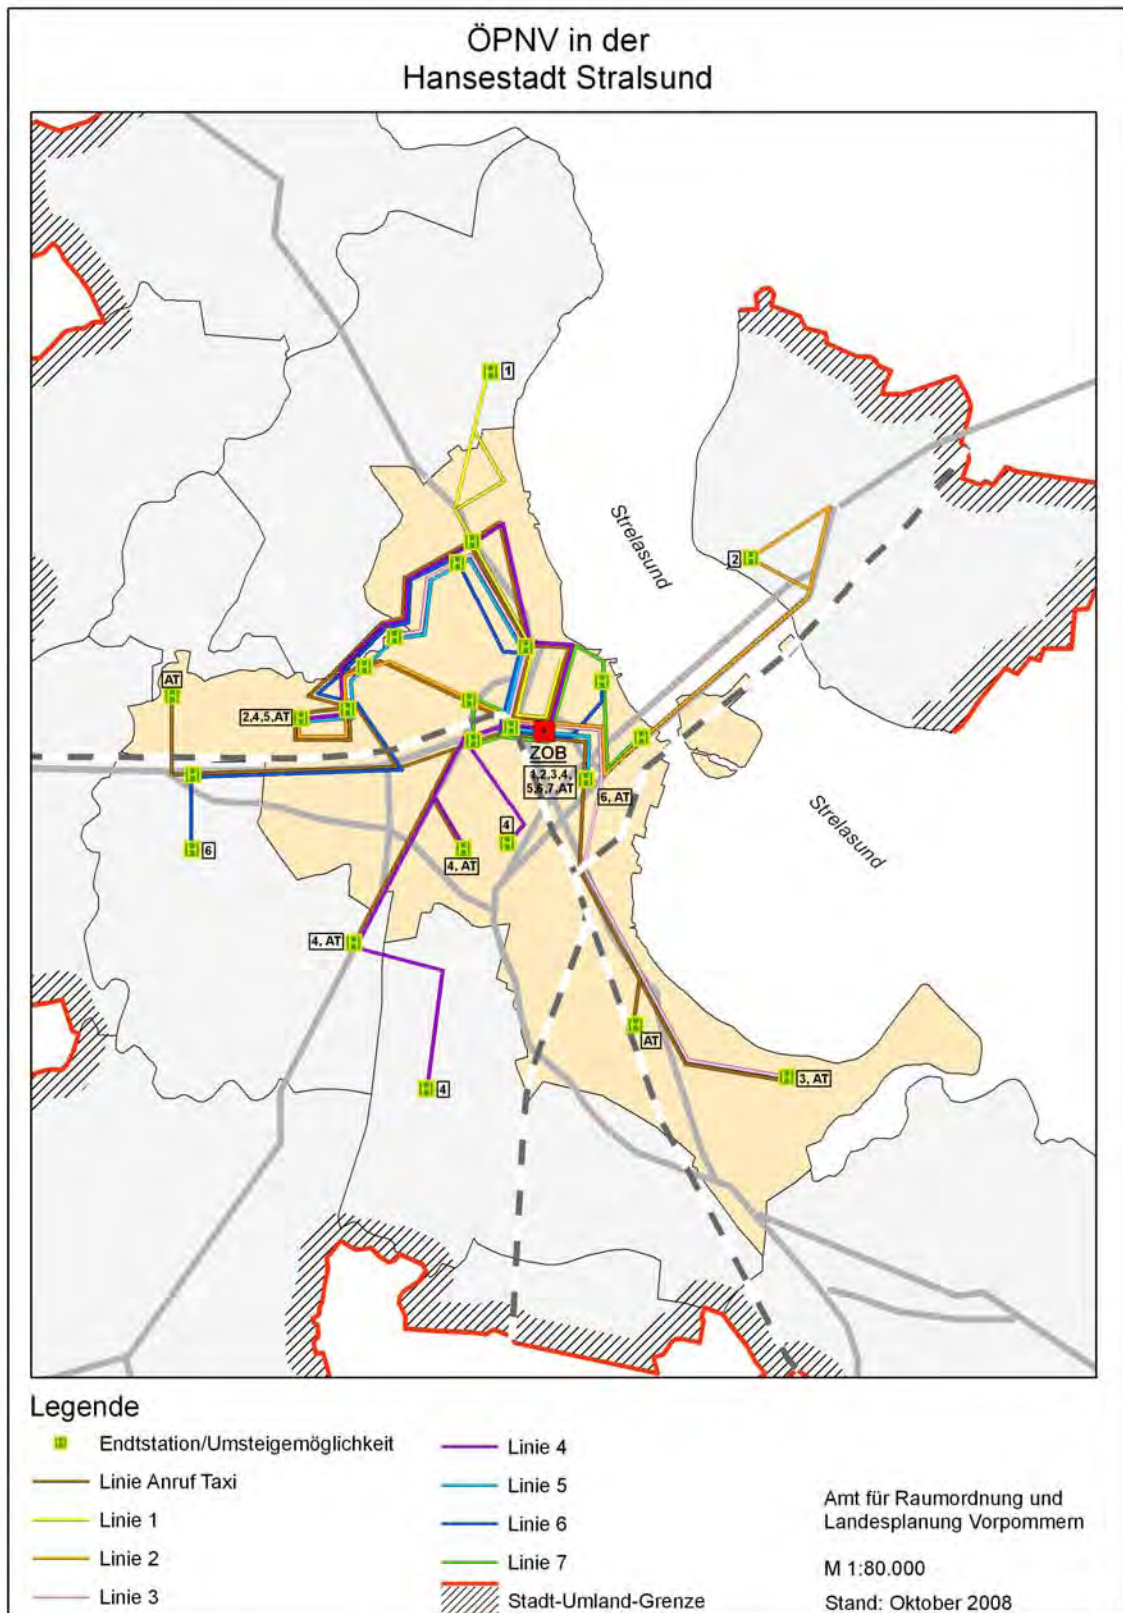 ÖPNV in der
Hansestadt Stralsund
1
Strelasund
2
AT
2,4,5,AT
ZOB
1,2,3,4,
5,6,7,AT
6, AT
Strelasund
4
6
4, AT
4, AT
AT
3, AT
4
Legende
Endtstation/Umsteigemöglichkeit
Linie Anruf Taxi
Linie 1
Linie 2
Linie 3
Linie 4
Linie 5
Linie 6
Linie 7
Stadt-Umland-Grenze
Amt für Raumordnung und
Landesplanung Vorpommern
M 1:80.000
Stand: Oktober 2008